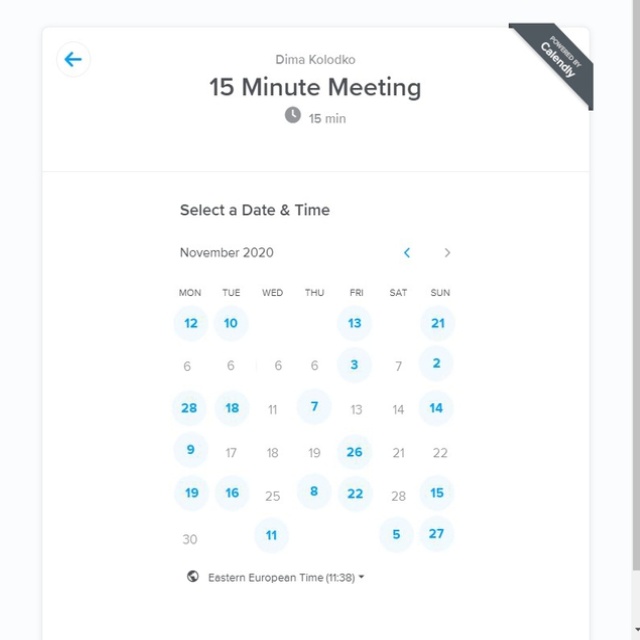 Dima Kolodko
POWERED BY
Calendly
15 Minute Meeting
15 min
Select a Date & Time
November 2020
MON TUE WED THU FRI SAT SUN
12 10 13 21
6 6 6 6 3 7 2
28 18 11 7 13 14 14
9 17 18 19 26 21 22
19 16 25 8 22 28 15
30 11 5 27
Eastern European Time (11:38)